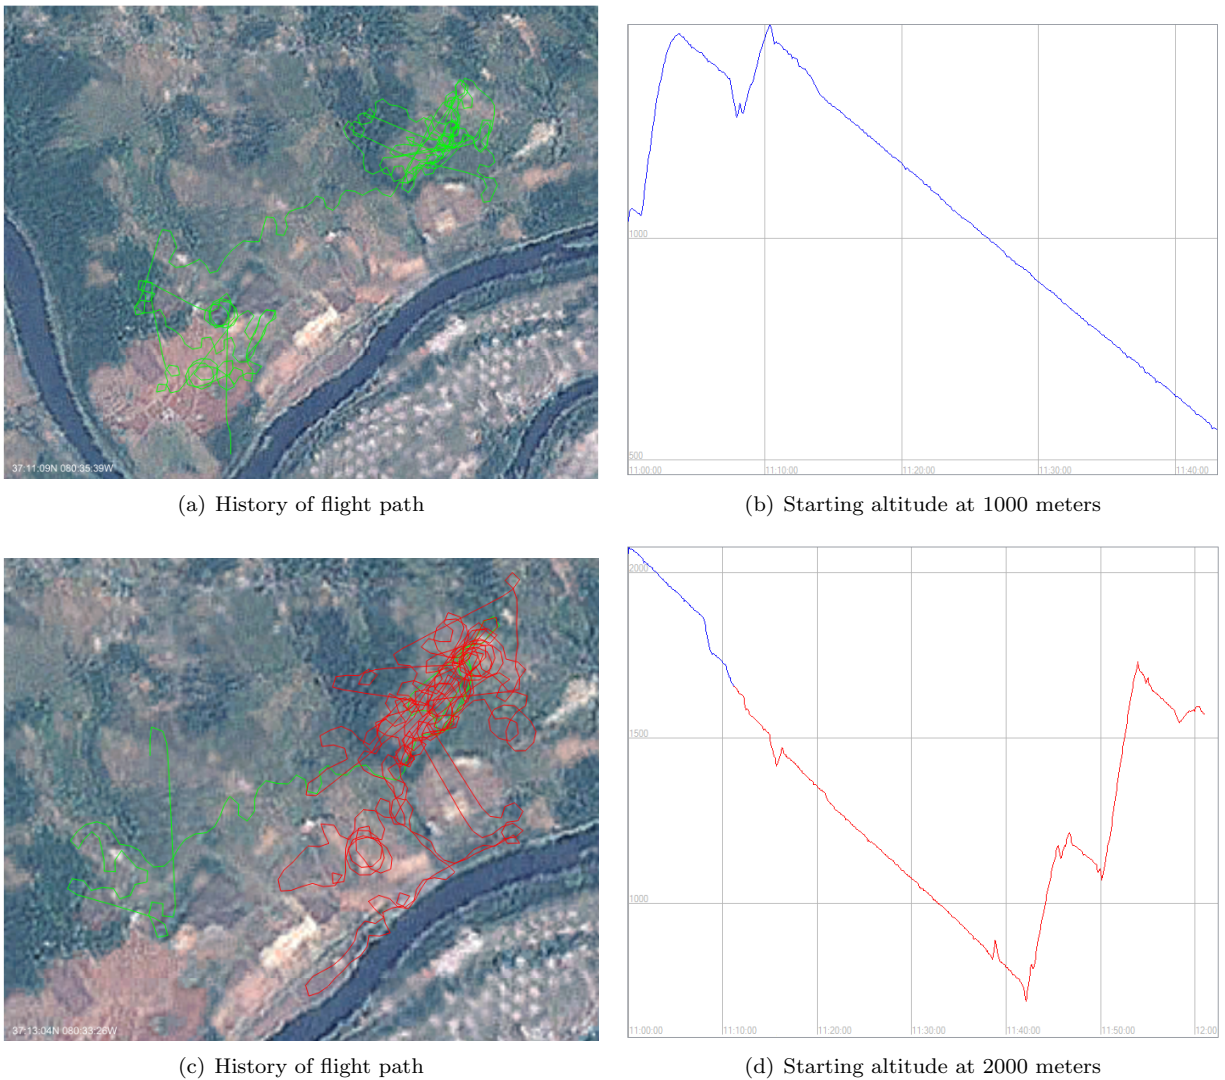 37:11:09N 080:35:39W
1000
500
11:00:00 11:10:00 11:20:00 11:30:00 11:40:00
(a) History of flight path (b) Starting altitude at 1000 meters
2000
1500
1000
37:13:04N 080:33:26W
11:00:00 11:10:00 11:20:00 11:30:00 11:40:00 11:50:00 12:00
(c) History of flight path (d) Starting altitude at 2000 meters